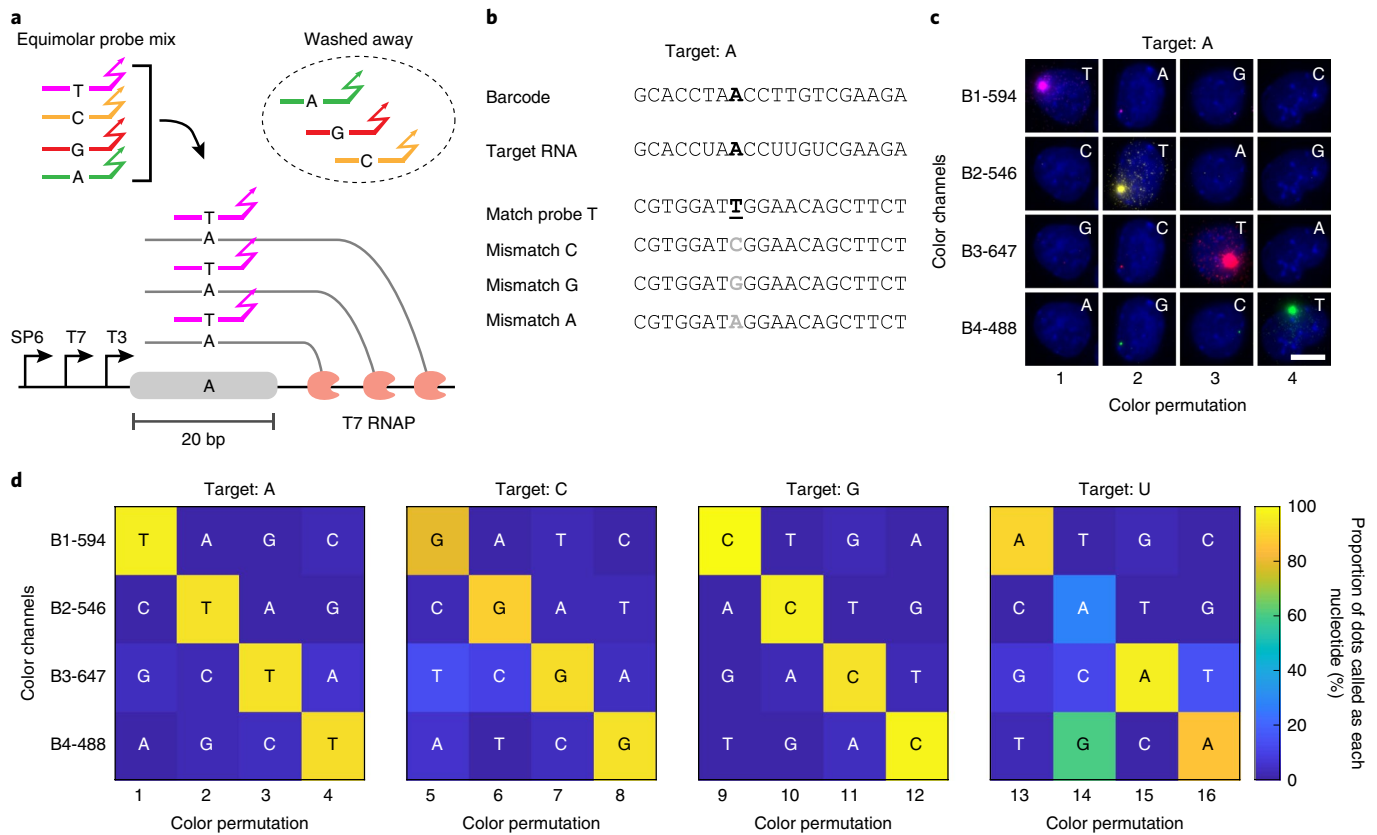 a
Equimolar probe mix
T
C
G
A
Washed away
A
G
C
T
A
T
A
T
A
SP6 T7 T3
A
20 bp
T7 RNAP
b
Target: A
Barcode GCACCTAACCTTGTCGAAGA
Target RNA GCACCUAACCUUGUCGAAGA
Match probe T CGTGGATTGGAACAGCTTCT
Mismatch C CGTGGATCGGAACAGCTTCT
Mismatch G CGTGGATGGGAACAGCTTCT
Mismatch A CGTGGATAGGAACAGCTTCT
c
Target: A
Color channels
B1-594 T A G C
B2-546 C T A G
B3-647 G C T A
B4-488 A G C T
1 2 3 4
Color permutation
d
Color channels
Target: A
B1-594 T A G C
B2-546 C T A G
B3-647 G C T A
B4-488 A G C T
1 2 3 4
Color permutation
Target: C
G A T C
C G A T
T C G A
A T C G
5 6 7 8
Color permutation
Target: G
C T G A
A C T G
G A C T
T G A C
9 10 11 12
Color permutation
Target: U
A T G C
C A T G
G C A T
T G C A
13 14 15 16
Color permutation
100
80
60
40
20
0
Proportion of dots called as each
nucleotide (%)